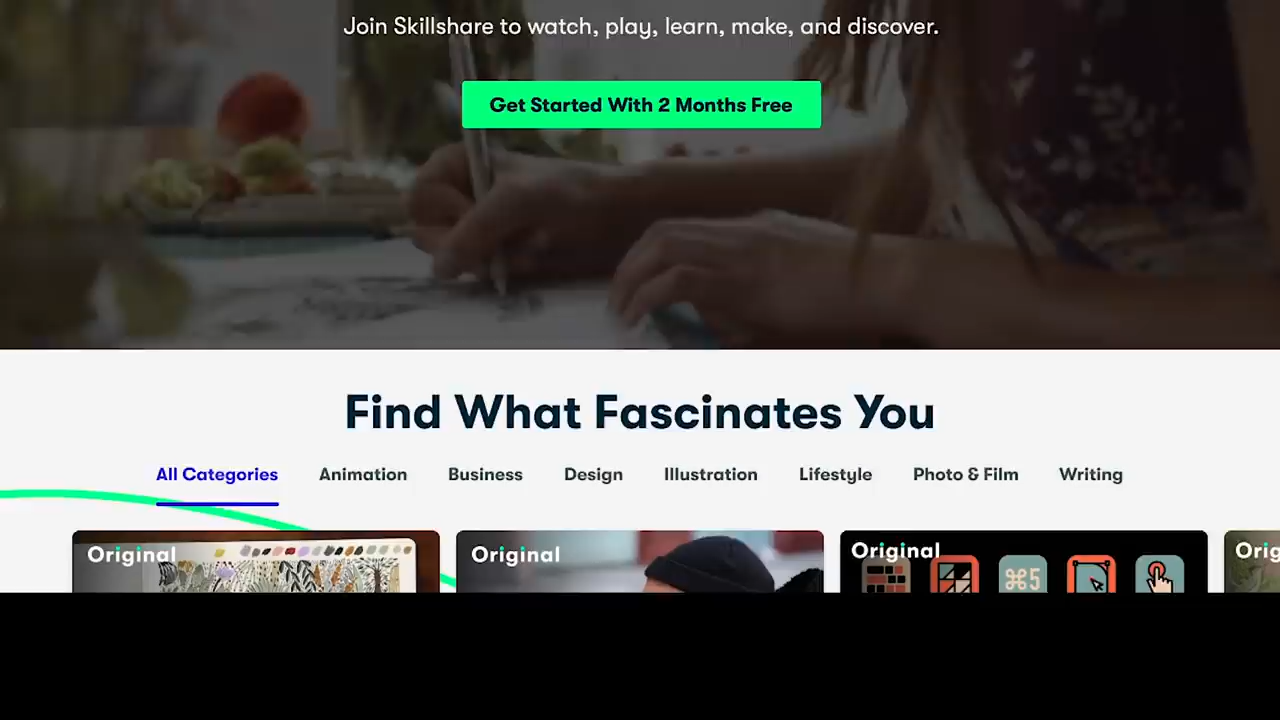 Join Skillshare to watch, play, learn, make, and discover.
Get Started With 2 Months Free
Find What Fascinates You
All Categories Animation Business Design Illustration Lifestyle Photo & Film Writing
Original Original Original Orig
⌘5